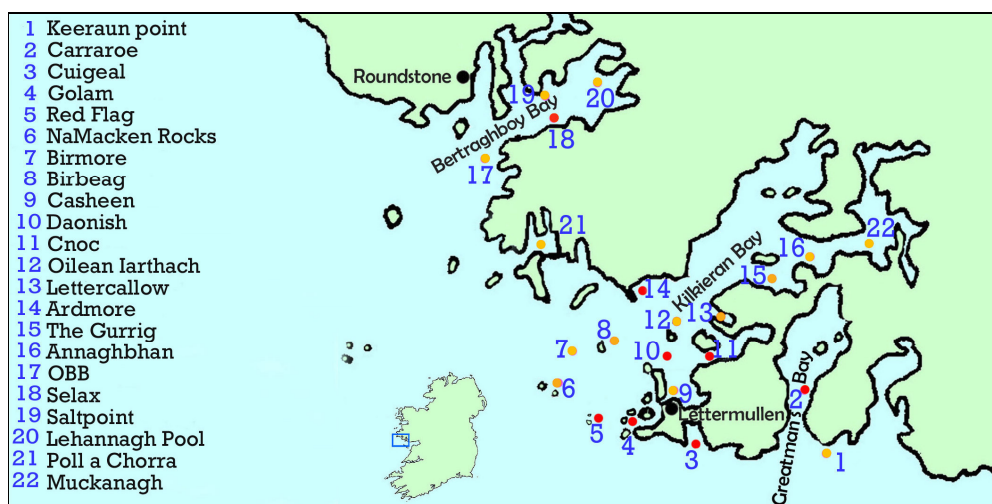 1 Keeraun point
2 Carraroe
3 Cuigeal
4 Golam
5 Red Flag
6 NaMacken Rocks
7 Birmore
8 Birbeag
9 Casheen
10 Daonish
11 Cnoc
12 Oilean Iarthach
13 Lettercallow
14 Ardmore
15 The Gurrig
16 Annaghbhan
17 OBB
18 Selax
19 Saltpoint
20 Lehannagh Pool
21 Poll a Chorra
22 Muckanagh
Roundstone
19
20
18
Bertraghboy Bay
17
21
22
16
Kilkieran Bay
15
14
13
12
8
7
10
11
6
9
2
Lettermullen
5
4
3
1
Greatmans Bay